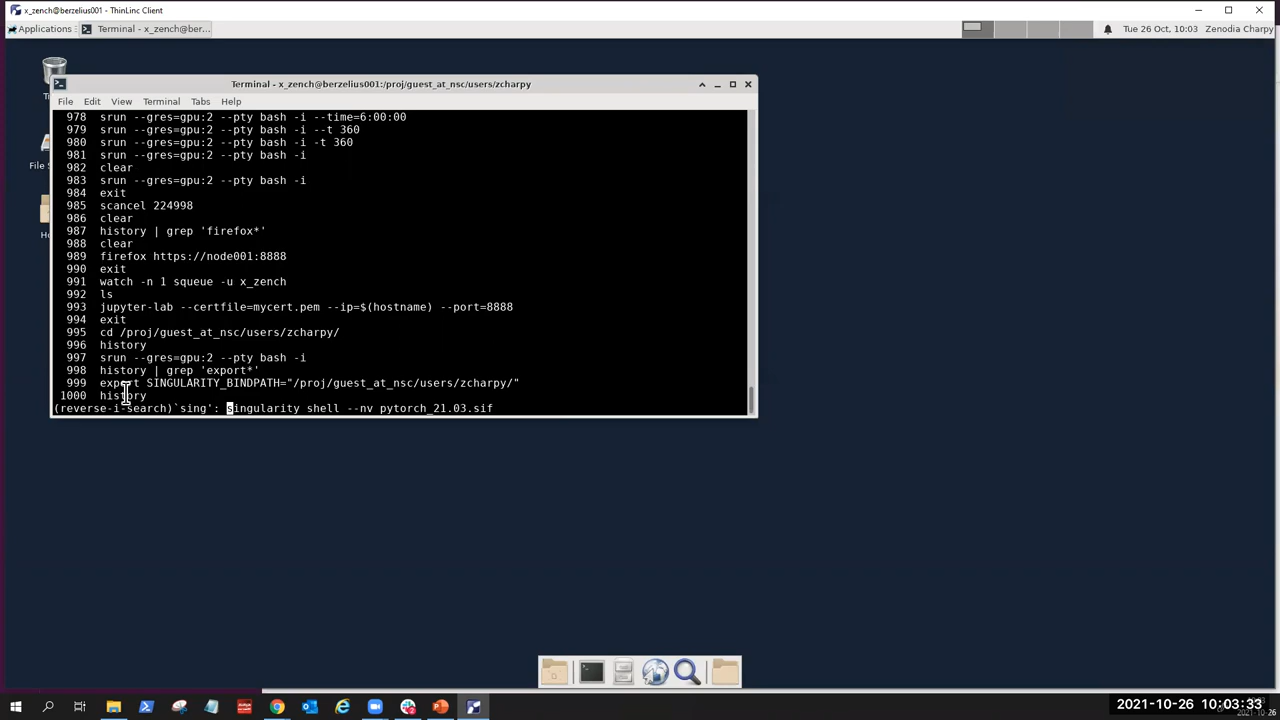 x_zench@berzelius001 - ThinLinc Client
Applications
Terminal - x_zench@ber...
Tue 26 Oct, 10:03
Zenodia Charpy
Terminal - x_zench@berzelius001:/proj/guest_at_nsc/users/zcharpy
File Edit View Terminal Tabs Help
978 srun --gres=gpu:2 --pty bash -i --time=6:00:00
979 srun --gres=gpu:2 --pty bash -i --t 360
980 srun --gres=gpu:2 --pty bash -i -t 360
981 srun --gres=gpu:2 --pty bash -i
982 clear
983 srun --gres=gpu:2 --pty bash -i
984 exit
985 scancel 224998
986 clear
987 history | grep 'firefox*'
988 clear
989 firefox https://node001:8888
990 exit
991 watch -n 1 squeue -u x_zench
992 ls
993 jupyter-lab --certfile=mycert.pem --ip=$(hostname) --port=8888
994 exit
995 cd /proj/guest_at_nsc/users/zcharpy/
996 history
997 srun --gres=gpu:2 --pty bash -i
998 history | grep 'export*'
999 export SINGULARITY_BINDPATH="/proj/guest_at_nsc/users/zcharpy/"
1000 history
(reverse-i-search)`sing': singularity shell --nv pytorch_21.03.sif
File S
2021-10-26 10:03:33